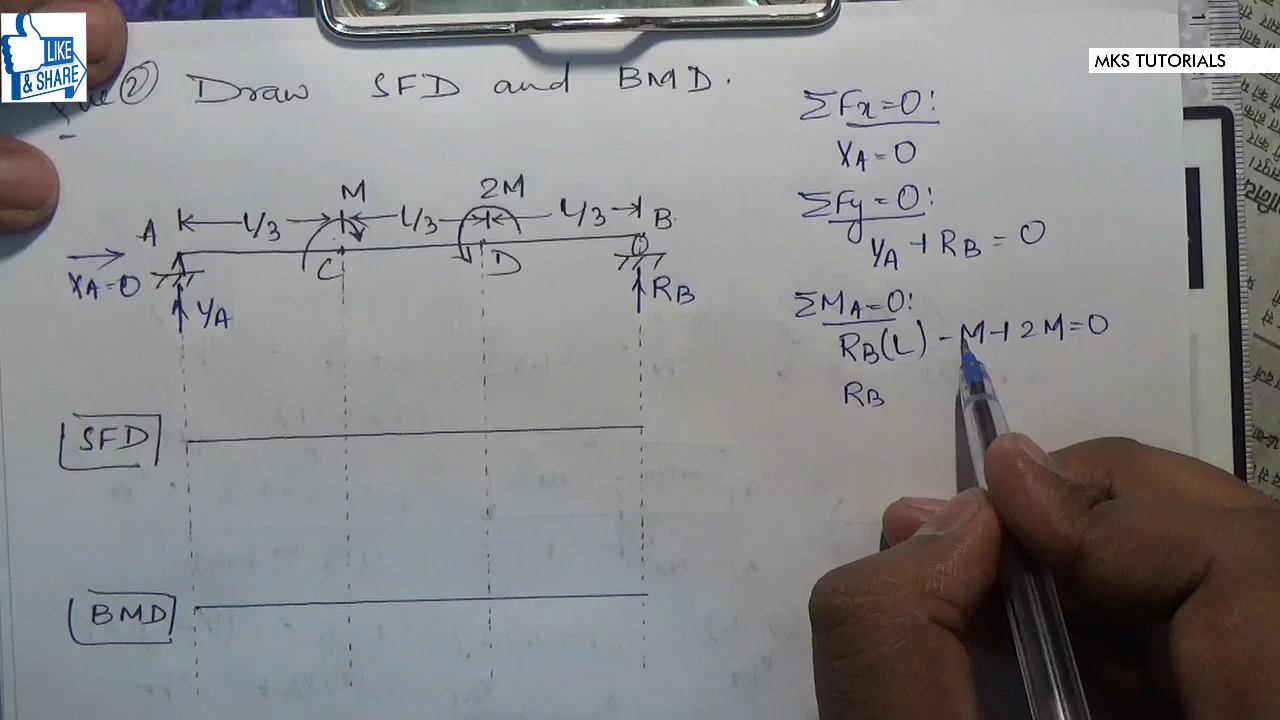 LIKE
& SHARE
MKS TUTORIALS
② Draw SFD and BMD.
M
2M
A
L/3
L/3
L/3
B
C
D
XA=0
YA
RB
SFD
BMD
ΣFx=0:
XA=0
ΣFy=0:
YA+RB=0
ΣMA=0:
RB(L)-M+2M=0
RB